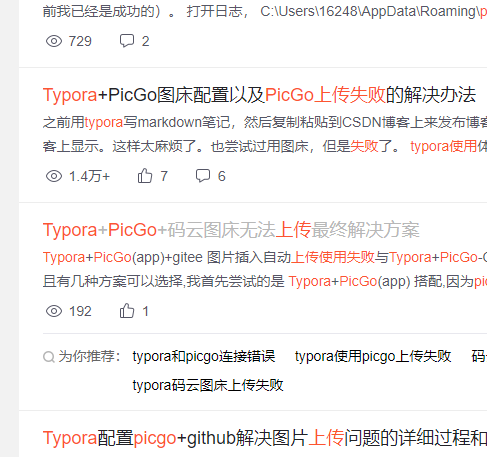 前我已经是成功的）。 打开日志， C:\Users\16248\AppData\Roaming\p
729 2
Typora+PicGo图床配置以及PicGo上传失败的解决办法
之前用typora写markdown笔记，然后复制粘贴到CSDN博客上来发布博客
客上显示。这样太麻烦了。也尝试过用图床，但是失败了。 typora使用体
1.4万+ 7 6
Typora+PicGo+码云图床无法上传最终解决方案
Typora+PicGo(app)+gitee 图片插入自动上传使用失败与Typora+PicGo-C
且有几种方案可以选择,我首先尝试的是 Typora+PicGo(app) 搭配,因为pic
192 1
为你推荐： typora和picgo连接错误 typora使用picgo上传失败 码
typora码云图床上传失败
Typora配置picgo+github解决图片上传问题的详细过程和